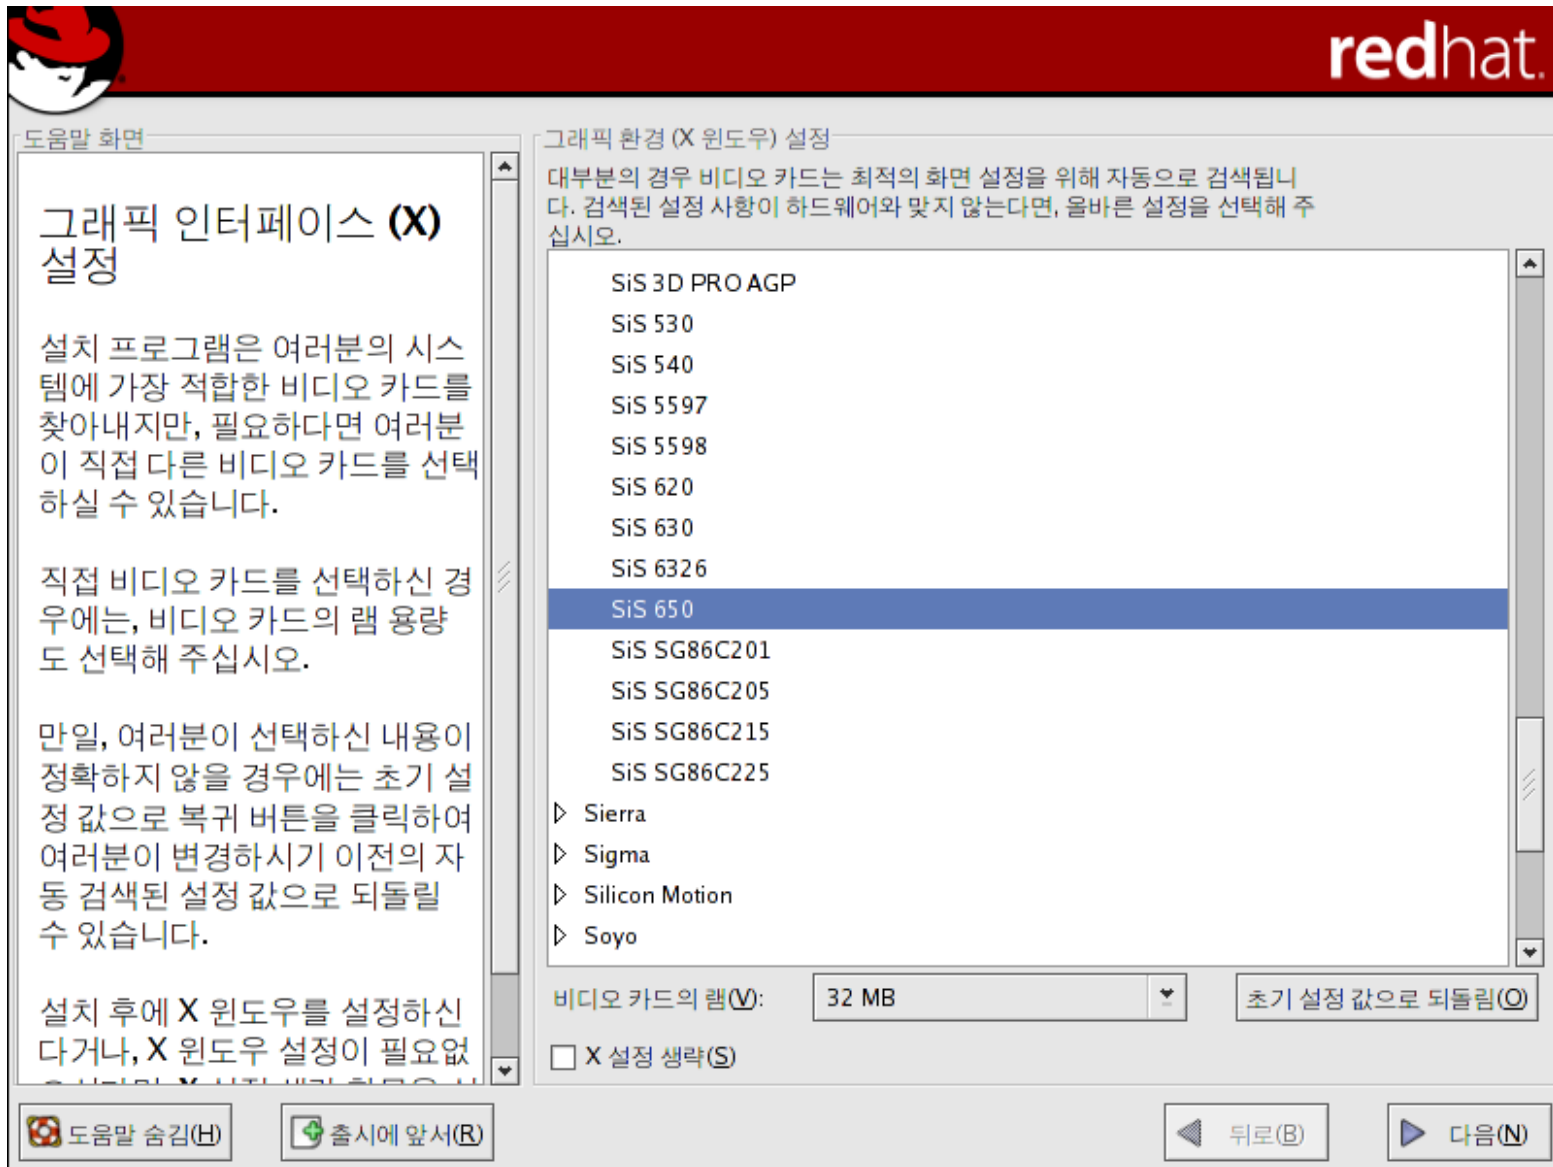 redhat.
도움말 화면
그래픽 인터페이스 (X)
설정
설치 프로그램은 여러분의 시스
템에 가장 적합한 비디오 카드를
찾아내지만, 필요하다면 여러분
이 직접 다른 비디오 카드를 선택
하실 수 있습니다.
직접 비디오 카드를 선택하신 경
우에는, 비디오 카드의 램 용량
도 선택해 주십시오.
만일, 여러분이 선택하신 내용이
정확하지 않을 경우에는 초기 설
정 값으로 복귀 버튼을 클릭하여
여러분이 변경하시기 이전의 자
동 검색된 설정 값으로 되돌릴
수 있습니다.
설치 후에 X 윈도우를 설정하신
다거나, X 윈도우 설정이 필요없
그래픽 환경 (X 윈도우) 설정
대부분의 경우 비디오 카드는 최적의 화면 설정을 위해 자동으로 검색됩니
다. 검색된 설정 사항이 하드웨어와 맞지 않는다면, 올바른 설정을 선택해 주
십시오.
SiS 3D PRO AGP
SiS 530
SiS 540
SiS 5597
SiS 5598
SiS 620
SiS 630
SiS 6326
SiS 650
SiS SG86C201
SiS SG86C205
SiS SG86C215
SiS SG86C225
Sierra
Sigma
Silicon Motion
Soyo
비디오 카드의 램(V): 32 MB 초기 설정 값으로 되돌림(O)
X 설정 생략(S)
도움말 숨김(H) 출시에 앞서(R) 뒤로(B) 다음(N)